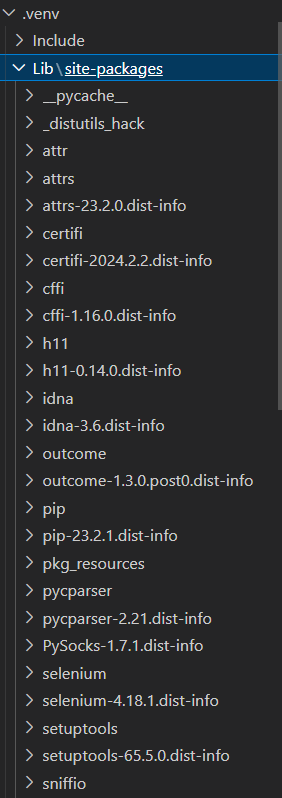 .venv
Include
Lib\site-packages
__pycache__
_distutils_hack
attr
attrs
attrs-23.2.0.dist-info
certifi
certifi-2024.2.2.dist-info
cffi
cffi-1.16.0.dist-info
h11
h11-0.14.0.dist-info
idna
idna-3.6.dist-info
outcome
outcome-1.3.0.post0.dist-info
pip
pip-23.2.1.dist-info
pkg_resources
pycparser
pycparser-2.21.dist-info
PySocks-1.7.1.dist-info
selenium
selenium-4.18.1.dist-info
setuptools
setuptools-65.5.0.dist-info
sniffio